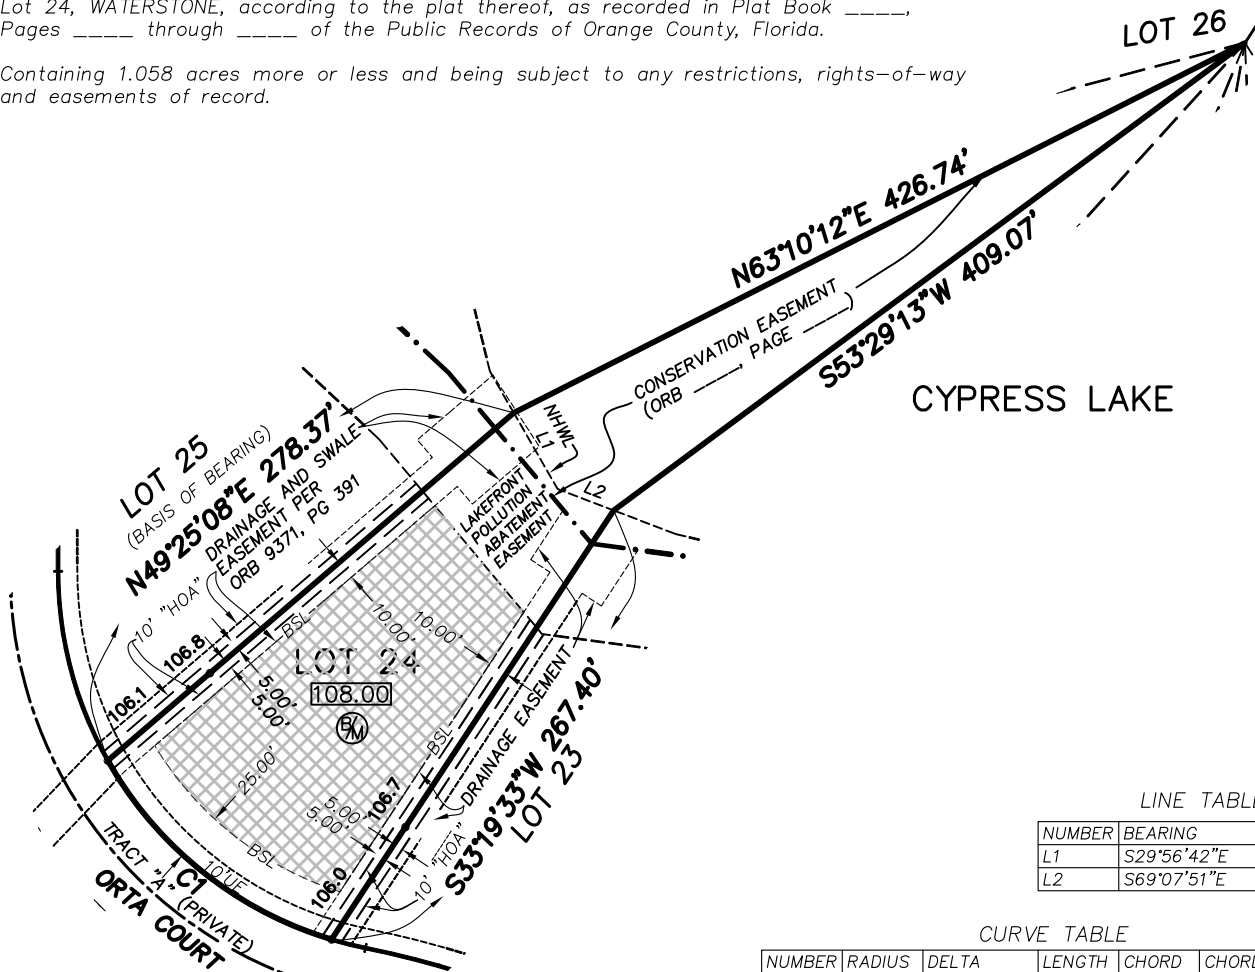 Lot 24, WATERSTONE, according to the plat thereof, as recorded in Plat Book ____,
Pages ____ through ____ of the Public Records of Orange County, Florida.
Containing 1.058 acres more or less and being subject to any restrictions, rights-of-way
and easements of record.
LOT 26
N63°10'12"E 426.74'
S53°29'13"W 409.07'
CONSERVATION EASEMENT
(ORB ____, PAGE ____)
CYPRESS LAKE
NHWL
L1
L2
LOT 25
(BASIS OF BEARING)
N49°25'08"E 278.37'
DRAINAGE AND SWALE
EASEMENT PER
ORB 9371, PG 391
LAKEFRONT
POLLUTION
ABATEMENT
EASEMENT
10' "HOA"
106.1
106.8
BSL
10.00'
10.00'
LOT 24
108.00
B/M
5.00'
5.00'
25.00'
BSL
BSL
5.00'
5.00'
106.7
106.0
DRAINAGE EASEMENT
S33°19'33"W 267.40'
LOT 23
10' "HOA"
10'UE
C1
TRACT "A" (PRIVATE)
ORTA COURT
LINE TABLE
NUMBER BEARING
L1 S29°56'42"E
L2 S69°07'51"E
CURVE TABLE
NUMBER RADIUS DELTA LENGTH CHORD CHORD